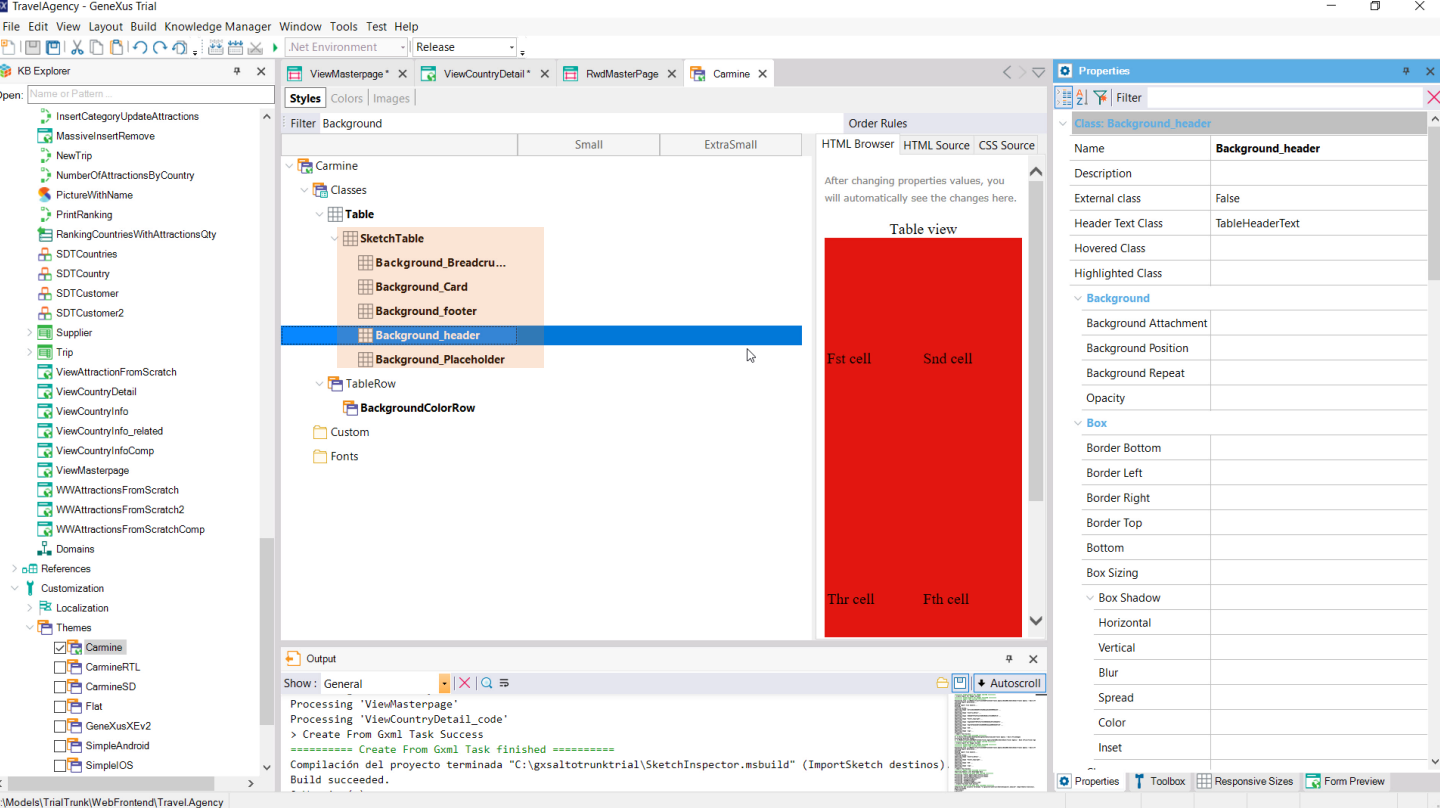 TravelAgency - GeneXus Trial
File Edit View Layout Build Knowledge Manager Window Tools Test Help
.Net Environment Release
KB Explorer
Open: Name or Pattern ...
InsertCategoryUpdateAttractions
MassiveInsertRemove
NewTrip
NumberOfAttractionsByCountry
PictureWithName
PrintRanking
RankingCountriesWithAttractionsQty
SDTCountries
SDTCountry
SDTCustomer
SDTCustomer2
Supplier
Trip
ViewAttractionFromScratch
ViewCountryDetail
ViewCountryInfo
ViewCountryInfo_related
ViewCountryInfoComp
ViewMasterpage
WWAttractionsFromScratch
WWAttractionsFromScratch2
WWAttractionsFromScratchComp
Domains
References
Customization
Localization
Themes
Carmine
CarmineRTL
CarmineSD
Flat
GeneXusXEv2
SimpleAndroid
SimpleIOS
ViewMasterpage * ViewCountryDetail * RwdMasterPage Carmine
Styles Colors Images
Filter Background Order Rules
Small ExtraSmall
Carmine
Classes
Table
SketchTable
Background_Breadcru...
Background_Card
Background_footer
Background_header
Background_Placeholder
TableRow
BackgroundColorRow
Custom
Fonts
HTML Browser HTML Source CSS Source
After changing properties values, you
will automatically see the changes here.
Table view
Fst cell Snd cell
Thr cell Fth cell
Output
Show : General Autoscroll
Processing 'ViewMasterpage'
Processing 'ViewCountryDetail_code'
> Create From Gxml Task Success
========== Create From Gxml Task finished ==========
Compilación del proyecto terminada "C:\gxsaltotrunktrial\SketchInspector.msbuild" (ImportSketch destinos).
Build succeeded.
Properties
Filter
Class: Background_header
Name Background_header
Description
External class False
Header Text Class TableHeaderText
Hovered Class
Highlighted Class
Background
Background Attachment
Background Position
Background Repeat
Opacity
Box
Border Bottom
Border Left
Border Right
Border Top
Bottom
Box Sizing
Box Shadow
Horizontal
Vertical
Blur
Spread
Color
Inset
Properties Toolbox Responsive Sizes Form Preview
:\Models\TrialTrunk\WebFrontend\Travel.Agency